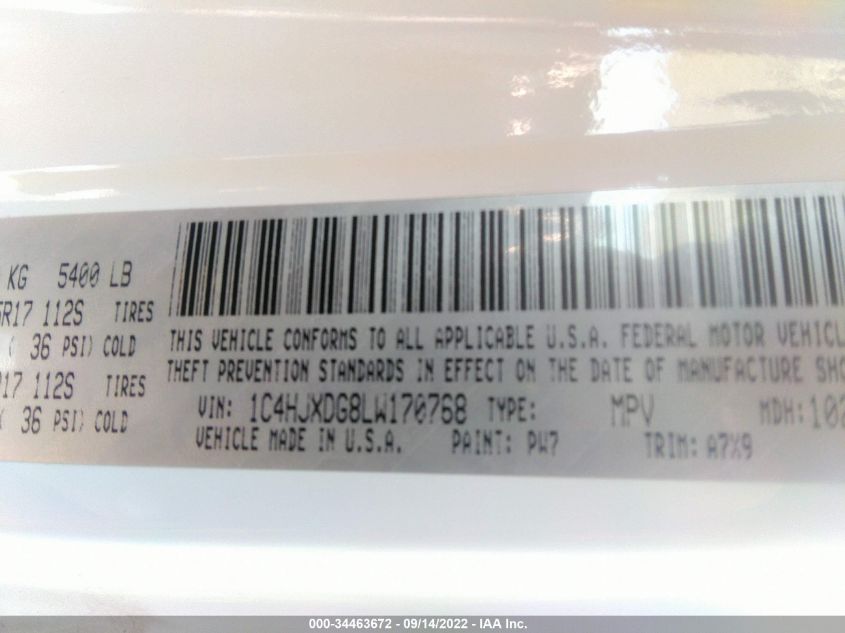 KG 5400 LB
R17 112S TIRES
( 36 PSI) COLD
R17 112S TIRES
( 36 PSI) COLD
THIS VEHICLE CONFORMS TO ALL APPLICABLE U.S.A. FEDERAL MOTOR VEHICL
THEFT PREVENTION STANDARDS IN EFFECT ON THE DATE OF MANUFACTURE SHO
VIN: 1C4HJXDG8LW170768 TYPE: MPV MDH: 102
VEHICLE MADE IN U.S.A. PAINT: PW7 TRIM: A7X9
000-34463672 - 09/14/2022 - IAA Inc.